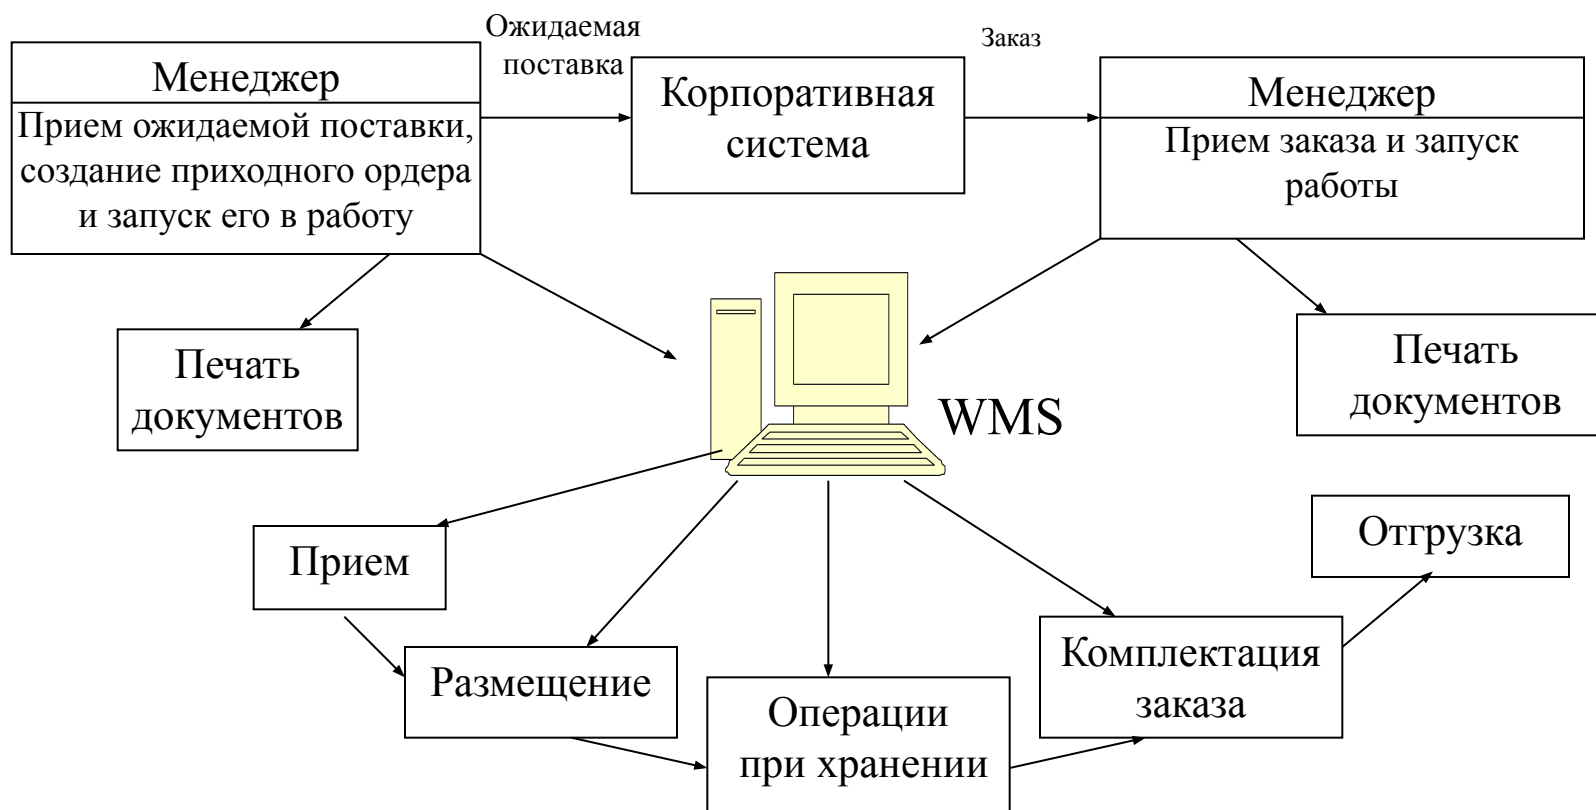 Ожидаемая
поставка
Заказ
Менеджер
Прием ожидаемой поставки,
создание приходного ордера
и запуск его в работу
Корпоративная
система
Менеджер
Прием заказа и запуск
работы
Печать
документов
WMS
Печать
документов
Прием
Отгрузка
Размещение
Комплектация
заказа
Операции
при хранении